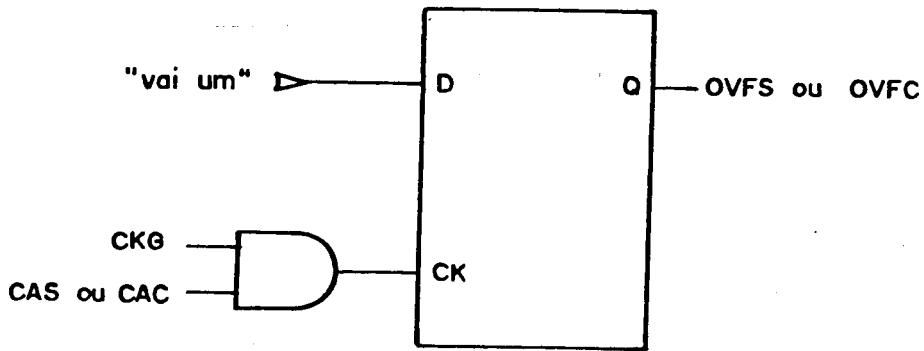 "vai um"
D
Q
OVFS ou OVFC
CKG
CAS ou CAC
CK